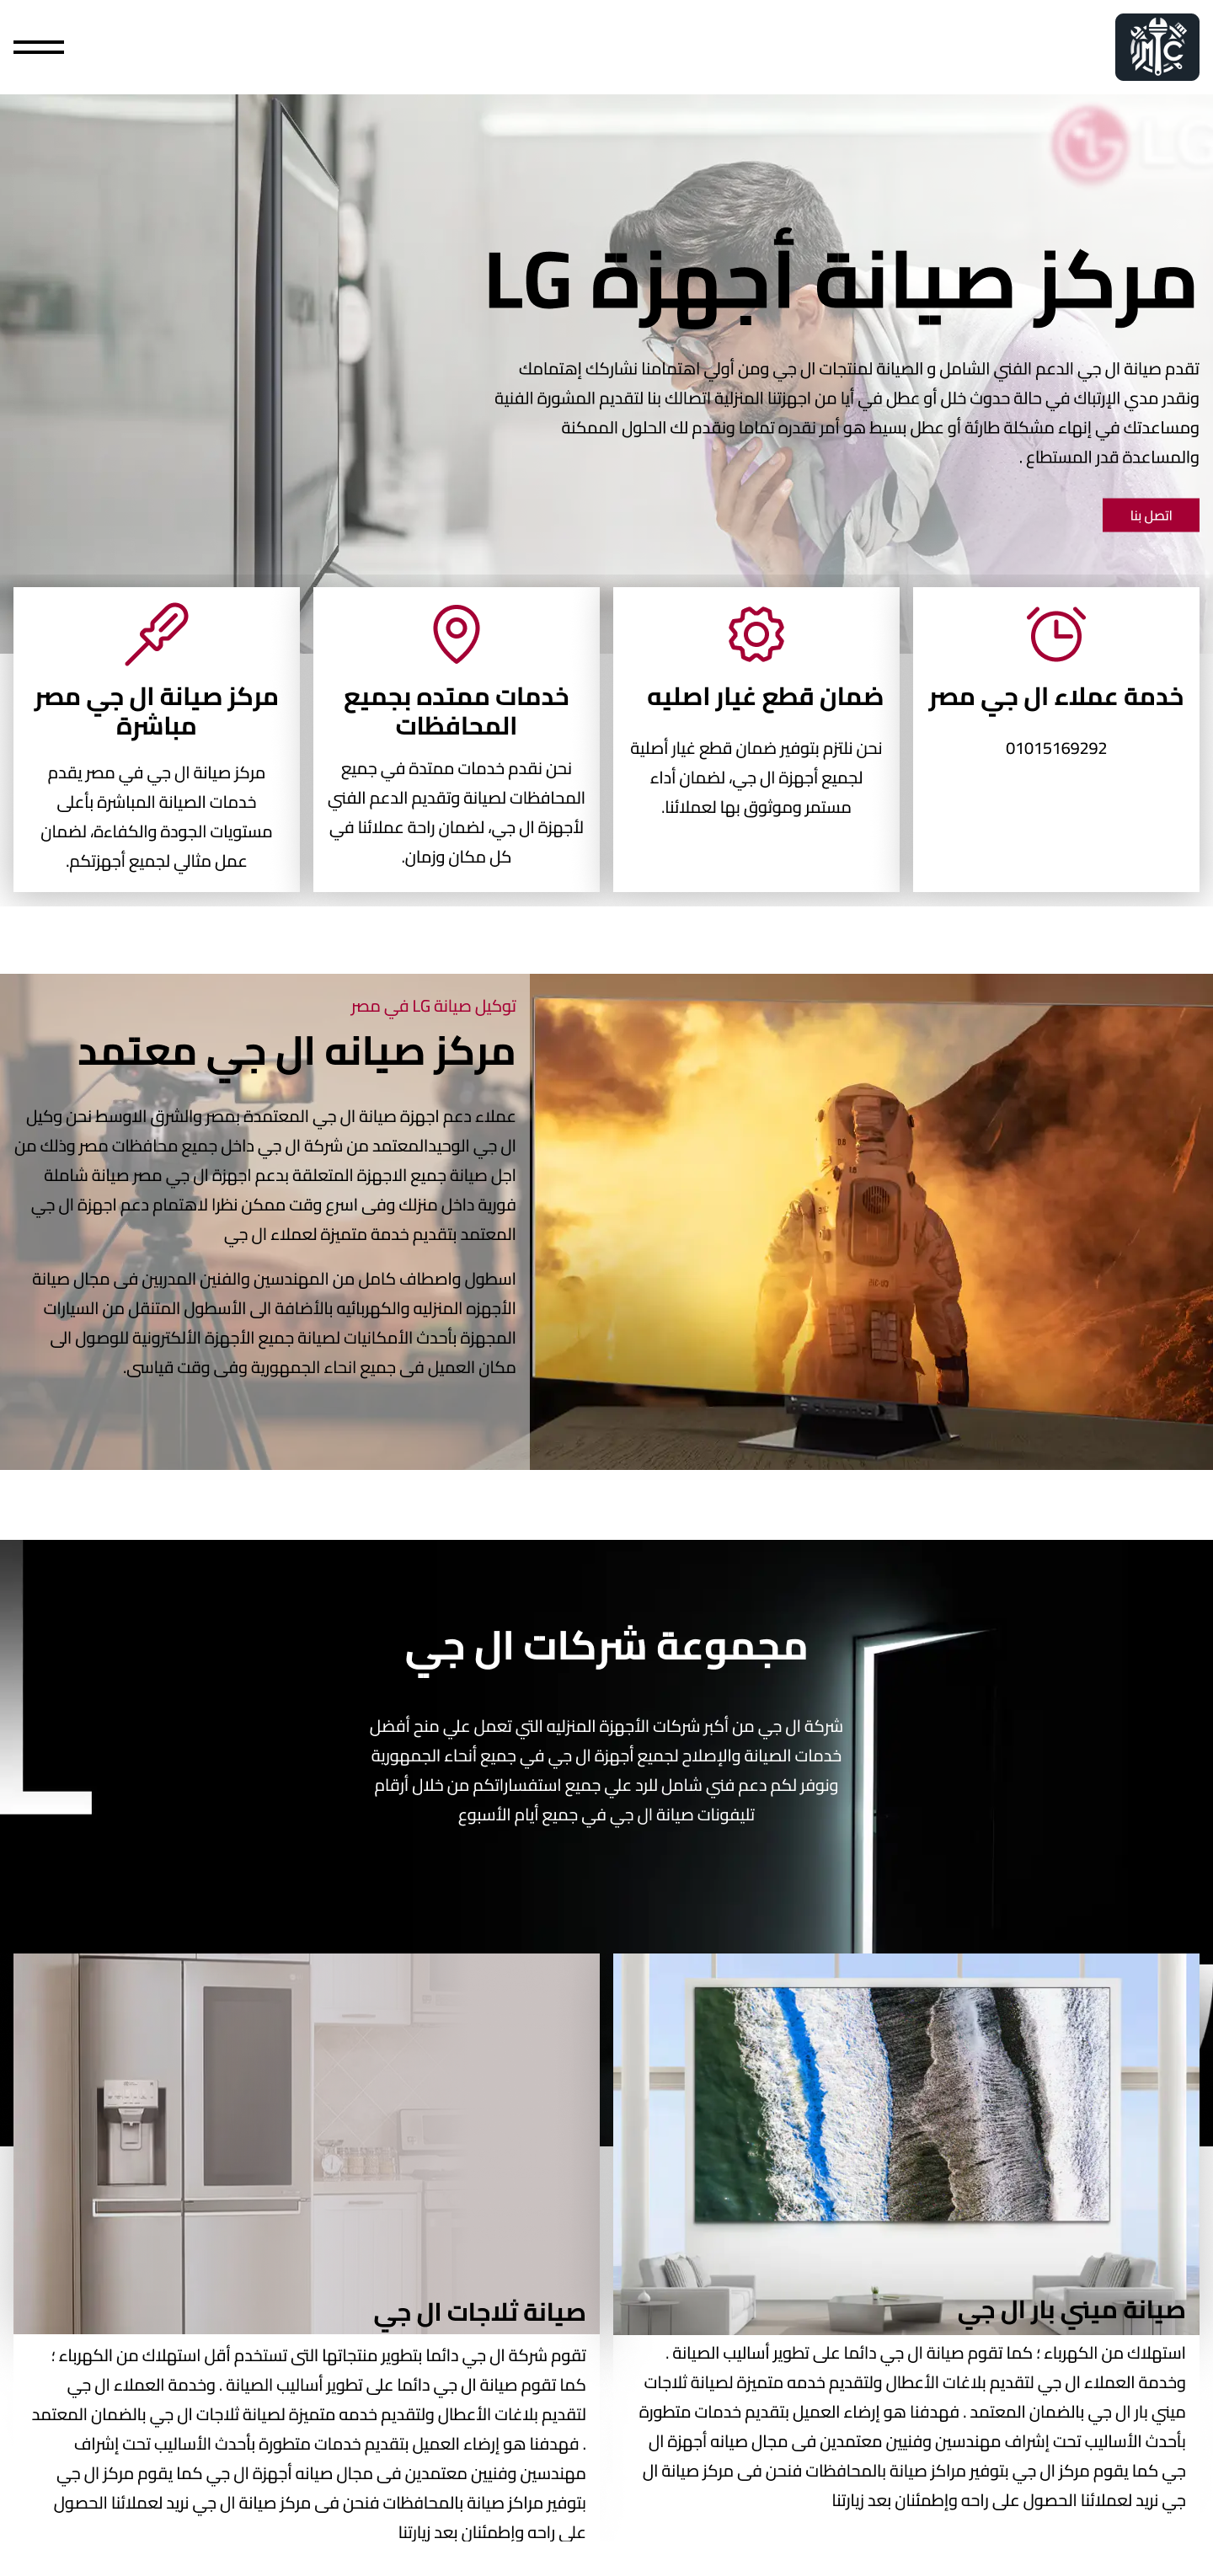 MC
LG
مركز صيانة أجهزة LG
تقدم صيانة ال جي الدعم الفني الشامل و الصيانة لمنتجات ال جي ومن أولي اهتمامنا نشاركك إهتمامك
ونقدر مدي الإرتباك في حالة حدوث خلل أو عطل في أيا من اجهزتنا المنزلية اتصالك بنا لتقديم المشورة الفنية
ومساعدتك في إنهاء مشكلة طارئة أو عطل بسيط هو أمر نقدره تماما ونقدم لك الحلول الممكنة
والمساعدة قدر المستطاع .
اتصل بنا
خدمة عملاء ال جي مصر
01015169292
ضمان قطع غيار اصليه
نحن نلتزم بتوفير ضمان قطع غيار أصلية
لجميع أجهزة ال جي، لضمان أداء
مستمر وموثوق بها لعملائنا.
خدمات ممتده بجميع
المحافظات
نحن نقدم خدمات ممتدة في جميع
المحافظات لصيانة وتقديم الدعم الفني
لأجهزة ال جي، لضمان راحة عملائنا في
كل مكان وزمان.
مركز صيانة ال جي مصر
مباشرة
مركز صيانة ال جي في مصر يقدم
خدمات الصيانة المباشرة بأعلى
مستويات الجودة والكفاءة، لضمان
عمل مثالي لجميع أجهزتكم.
توكيل صيانة LG في مصر
مركز صيانه ال جي معتمد
عملاء دعم اجهزة صيانة ال جي المعتمدة بمصر والشرق الاوسط نحن وكيل
ال جي الوحيدالمعتمد من شركة ال جي داخل جميع محافظات مصر وذلك من
اجل صيانة جميع الاجهزة المتعلقة بدعم اجهزة ال جي مصر صيانة شاملة
فورية داخل منزلك وفى اسرع وقت ممكن نظرا لاهتمام دعم اجهزة ال جي
المعتمد بتقديم خدمة متميزة لعملاء ال جي
اسطول واصطاف كامل من المهندسين والفنين المدربين فى مجال صيانة
الأجهزه المنزليه والكهربائيه بالأضافة الى الأسطول المتنقل من السيارات
المجهزة بأحدث الأمكانيات لصيانة جميع الأجهزة الألكترونية للوصول الى
مكان العميل فى جميع انحاء الجمهورية وفى وقت قياسى.
مجموعة شركات ال جي
شركة ال جي من أكبر شركات الأجهزة المنزليه التي تعمل علي منح أفضل
خدمات الصيانة والإصلاح لجميع أجهزة ال جي في جميع أنحاء الجمهورية
ونوفر لكم دعم فني شامل للرد علي جميع استفساراتكم من خلال أرقام
تليفونات صيانة ال جي في جميع أيام الأسبوع
صيانة ميني بار ال جي
استهلاك من الكهرباء ؛ كما تقوم صيانة ال جي دائما على تطوير أساليب الصيانة .
وخدمة العملاء ال جي لتقديم بلاغات الأعطال ولتقديم خدمه متميزة لصيانة ثلاجات
ميني بار ال جي بالضمان المعتمد . فهدفنا هو إرضاء العميل بتقديم خدمات متطورة
بأحدث الأساليب تحت إشراف مهندسين وفنيين معتمدين فى مجال صيانه أجهزة ال
جي كما يقوم مركز ال جي بتوفير مراكز صيانة بالمحافظات فنحن فى مركز صيانة ال
جي نريد لعملائنا الحصول على راحه وإطمئنان بعد زيارتنا
صيانة ثلاجات ال جي
تقوم شركة ال جي دائما بتطوير منتجاتها التى تستخدم أقل استهلاك من الكهرباء ؛
كما تقوم صيانة ال جي دائما على تطوير أساليب الصيانة . وخدمة العملاء ال جي
لتقديم بلاغات الأعطال ولتقديم خدمه متميزة لصيانة ثلاجات ال جي بالضمان المعتمد
. فهدفنا هو إرضاء العميل بتقديم خدمات متطورة بأحدث الأساليب تحت إشراف
مهندسين وفنيين معتمدين فى مجال صيانه أجهزة ال جي كما يقوم مركز ال جي
بتوفير مراكز صيانة بالمحافظات فنحن فى مركز صيانة ال جي نريد لعملائنا الحصول
على راحه وإطمئنان بعد زيارتنا